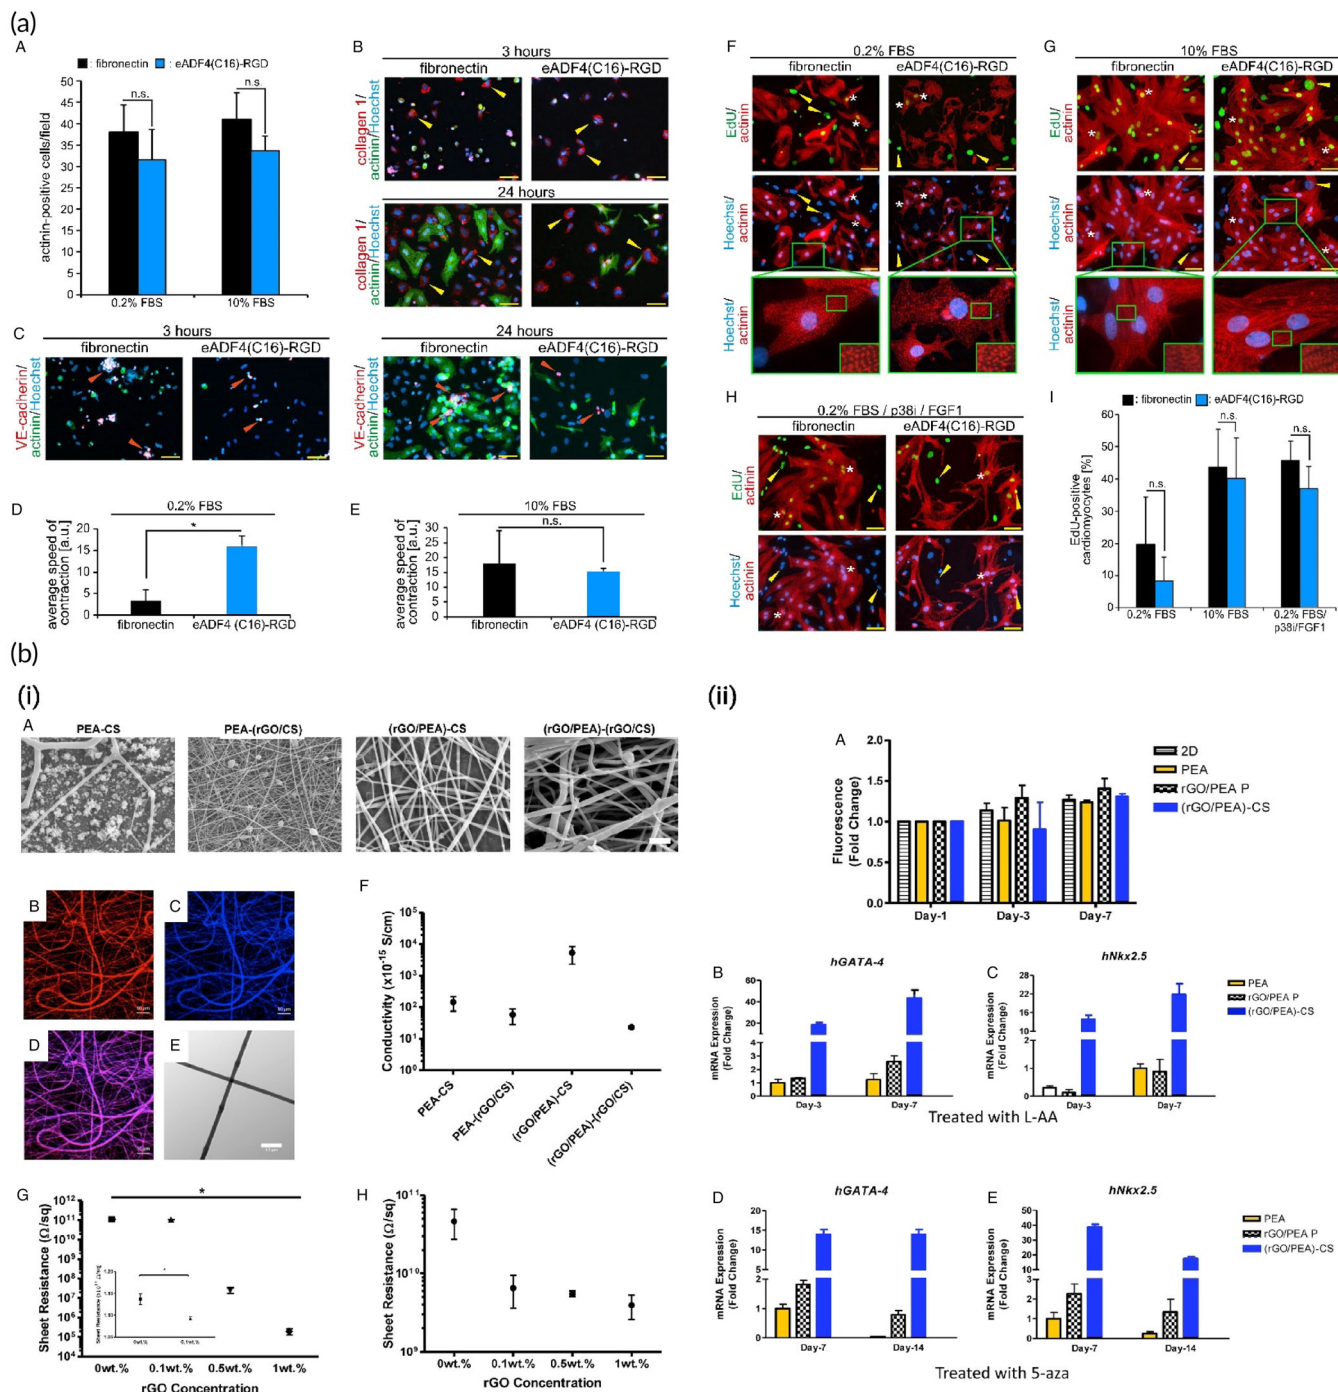 (a)
A
■: fibronectin ■: eADF4(C16)-RGD
actinin-positive cells/field
50
45
40
35
30
25
20
15
10
5
0
n.s.
n.s.
0.2% FBS
10% FBS
B
3 hours
fibronectin
eADF4(C16)-RGD
collagen 1/
actinin/Hoechst
24 hours
collagen 1/
actinin/Hoechst
C
3 hours
fibronectin
eADF4(C16)-RGD
VE-cadherin/
actinin/Hoechst
24 hours
fibronectin
eADF4(C16)-RGD
VE-cadherin/
actinin/Hoechst
D
0.2% FBS
average speed of
contraction [a.u.]
25
20
15
10
5
0
*
fibronectin
eADF4 (C16)-RGD
E
10% FBS
average speed of
contraction [a.u.]
30
25
20
15
10
5
0
n.s.
fibronectin
eADF4 (C16)-RGD
F
0.2% FBS
fibronectin
eADF4(C16)-RGD
EdU/
actinin
Hoechst/
actinin
Hoechst/
actinin
G
10% FBS
fibronectin
eADF4(C16)-RGD
EdU/
actinin
Hoechst/
actinin
Hoechst/
actinin
H
0.2% FBS / p38i / FGF1
fibronectin
eADF4(C16)-RGD
EdU/
actinin
Hoechst/
actinin
I
■: fibronectin ■: eADF4(C16)-RGD
EdU-positive
cardiomyocytes [%]
60
50
40
30
20
10
0
n.s.
n.s.
n.s.
0.2% FBS
10% FBS
0.2% FBS/
p38i/FGF1
(b)
(i)
A
PEA-CS
PEA-(rGO/CS)
(rGO/PEA)-CS
(rGO/PEA)-(rGO/CS)
B
C
D
E
F
Conductivity (x10-15 S/cm)
10⁵
10⁴
10³
10²
10¹
10⁰
PEA-CS
PEA-(rGO/CS)
(rGO/PEA)-CS
(rGO/PEA)-(rGO/CS)
G
Sheet Resistance (Ω/sq)
10¹²
10¹¹
10¹⁰
10⁹
10⁸
10⁷
10⁶
10⁵
10⁴
*
0wt.%
0.1wt.%
0wt.%
0.1wt.%
0.5wt.%
1wt.%
rGO Concentration
H
Sheet Resistance (Ω/sq)
10¹¹
10¹⁰
10⁹
0wt.%
0.1wt.%
0.5wt.%
1wt.%
rGO Concentration
(ii)
A
Fluorescence
(Fold Change)
2.0
1.5
1.0
0.5
0.0
Day-1
Day-3
Day-7
2D
PEA
rGO/PEA P
(rGO/PEA)-CS
B
hGATA-4
mRNA Expression
(Fold Change)
60
40
20
4
3
2
1
0
Day-3
Day-7
C
hNkx2.5
mRNA Expression
(Fold Change)
28
22
16
10
1
0
Day-3
Day-7
PEA
rGO/PEA P
(rGO/PEA)-CS
Treated with L-AA
D
hGATA-4
mRNA Expression
(Fold Change)
20
15
10
5
2
1
0
Day-7
Day-14
E
hNkx2.5
mRNA Expression
(Fold Change)
50
40
30
20
10
4
3
2
1
0
Day-7
Day-14
PEA
rGO/PEA P
(rGO/PEA)-CS
Treated with 5-aza